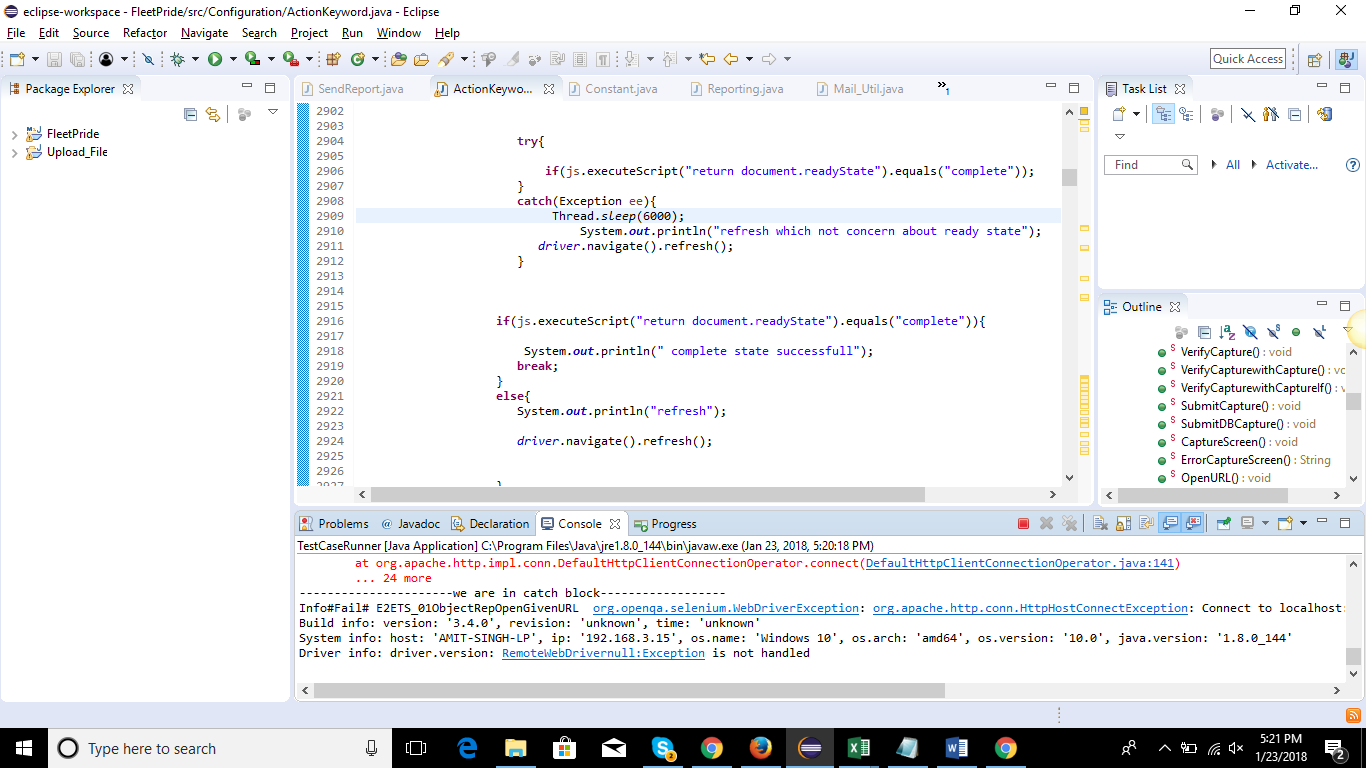 eclipse-workspace - FleetPride/src/Configuration/ActionKeyword.java - Eclipse
File Edit Source Refactor Navigate Search Project Run Window Help
Quick Access
Package Explorer
FleetPride
Upload_File
SendReport.java ActionKeywo... Constant.java Reporting.java Mail_Util.java »1
2902
2903
2904 try{
2905
2906 if(js.executeScript("return document.readyState").equals("complete"));
2907 }
2908 catch(Exception ee){
2909 Thread.sleep(6000);
2910 System.out.println("refresh which not concern about ready state");
2911 driver.navigate().refresh();
2912 }
2913
2914
2915
2916 if(js.executeScript("return document.readyState").equals("complete")){
2917
2918 System.out.println(" complete state successfull");
2919 break;
2920 }
2921 else{
2922 System.out.println("refresh");
2923
2924 driver.navigate().refresh();
2925
2926
2927 }
Task List
Find All Activate...
Outline
VerifyCapture() : void
VerifyCapturewithCapture() : vo
VerifyCapturewithCaptureIf() : v
SubmitCapture() : void
SubmitDBCapture() : void
CaptureScreen() : void
ErrorCaptureScreen() : String
OpenURL() : void
Problems @ Javadoc Declaration Console Progress
TestCaseRunner [Java Application] C:\Program Files\Java\jre1.8.0_144\bin\javaw.exe (Jan 23, 2018, 5:20:18 PM)
at org.apache.http.impl.conn.DefaultHttpClientConnectionOperator.connect(DefaultHttpClientConnectionOperator.java:141)
... 24 more
----------------------we are in catch block------------------
Info#Fail# E2ETS_01ObjectRepOpenGivenURL org.openqa.selenium.WebDriverException: org.apache.http.conn.HttpHostConnectException: Connect to localhost:
Build info: version: '3.4.0', revision: 'unknown', time: 'unknown'
System info: host: 'AMIT-SINGH-LP', ip: '192.168.3.15', os.name: 'Windows 10', os.arch: 'amd64', os.version: '10.0', java.version: '1.8.0_144'
Driver info: driver.version: RemoteWebDrivernull:Exception is not handled
Type here to search
5:21 PM
1/23/2018
2